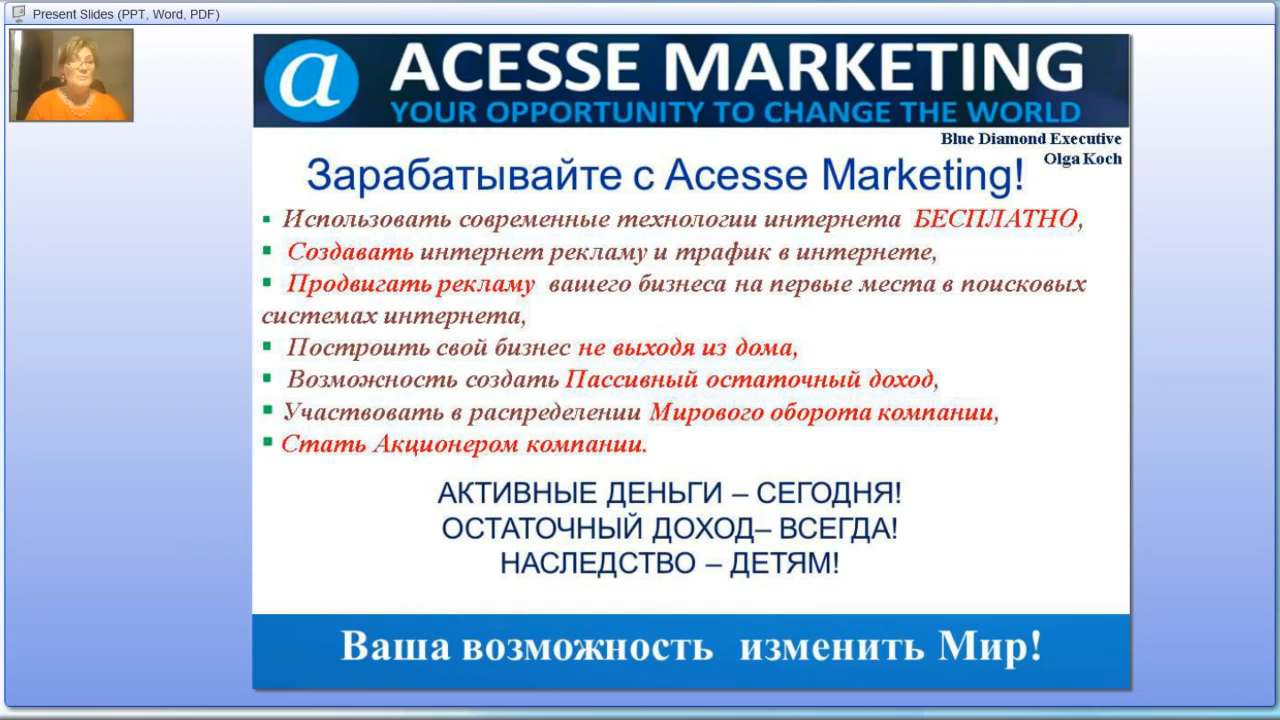 Present Slides (PPT, Word, PDF)
a ACESSE MARKETING
YOUR OPPORTUNITY TO CHANGE THE WORLD
Blue Diamond Executive
Olga Koch
Зарабатывайте с Acesse Marketing!
▪ Использовать современные технологии интернета БЕСПЛАТНО,
▪ Создавать интернет рекламу и трафик в интернете,
▪ Продвигать рекламу вашего бизнеса на первые места в поисковых
системах интернета,
▪ Построить свой бизнес не выходя из дома,
▪ Возможность создать Пассивный остаточный доход,
▪ Участвовать в распределении Мирового оборота компании,
▪ Стать Акционером компании.
АКТИВНЫЕ ДЕНЬГИ – СЕГОДНЯ!
ОСТАТОЧНЫЙ ДОХОД– ВСЕГДА!
НАСЛЕДСТВО – ДЕТЯМ!
Ваша возможность изменить Мир!